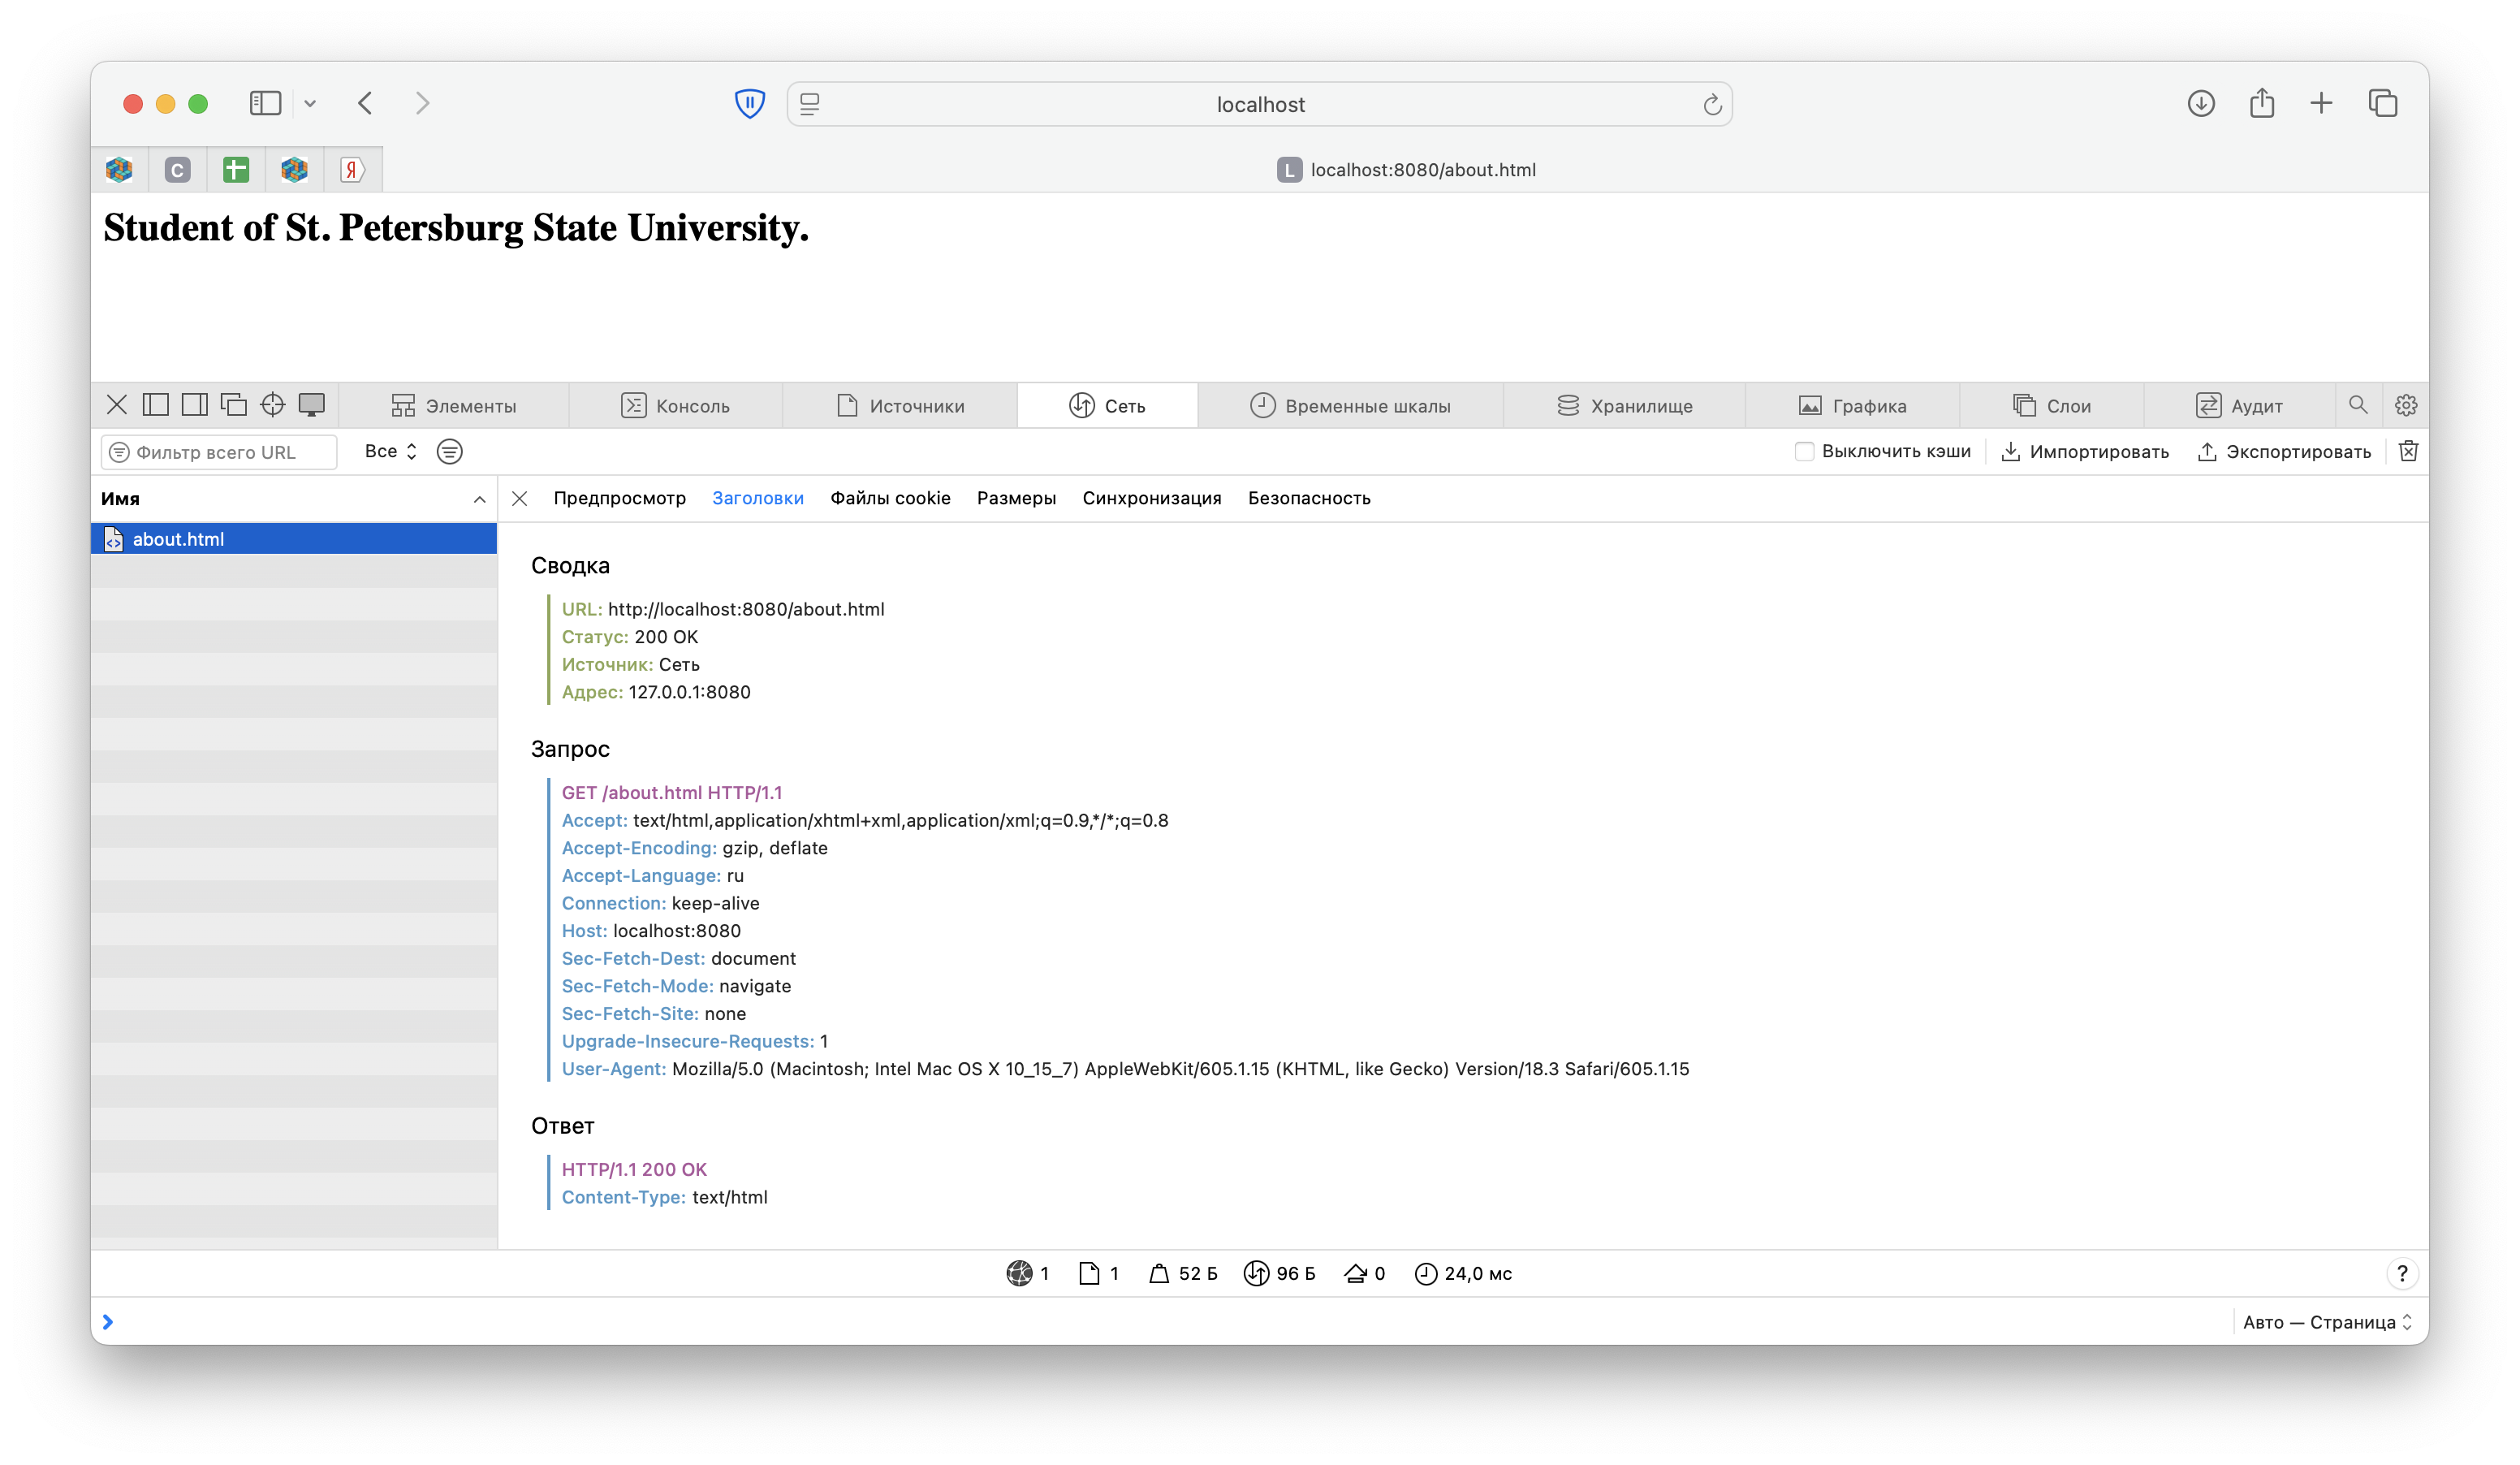 localhost
C
Я
L localhost:8080/about.html
Student of St. Petersburg State University.
Элементы Консоль Источники Сеть Временные шкалы Хранилище Графика Слои Аудит
Фильтр всего URL Все Выключить кэши Импортировать Экспортировать
Имя Предпросмотр Заголовки Файлы cookie Размеры Синхронизация Безопасность
about.html
Сводка
URL: http://localhost:8080/about.html
Статус: 200 OK
Источник: Сеть
Адрес: 127.0.0.1:8080
Запрос
GET /about.html HTTP/1.1
Accept: text/html,application/xhtml+xml,application/xml;q=0.9,*/*;q=0.8
Accept-Encoding: gzip, deflate
Accept-Language: ru
Connection: keep-alive
Host: localhost:8080
Sec-Fetch-Dest: document
Sec-Fetch-Mode: navigate
Sec-Fetch-Site: none
Upgrade-Insecure-Requests: 1
User-Agent: Mozilla/5.0 (Macintosh; Intel Mac OS X 10_15_7) AppleWebKit/605.1.15 (KHTML, like Gecko) Version/18.3 Safari/605.1.15
Ответ
HTTP/1.1 200 OK
Content-Type: text/html
1 1 52 Б 96 Б 0 24,0 мс ?
Авто — Страница